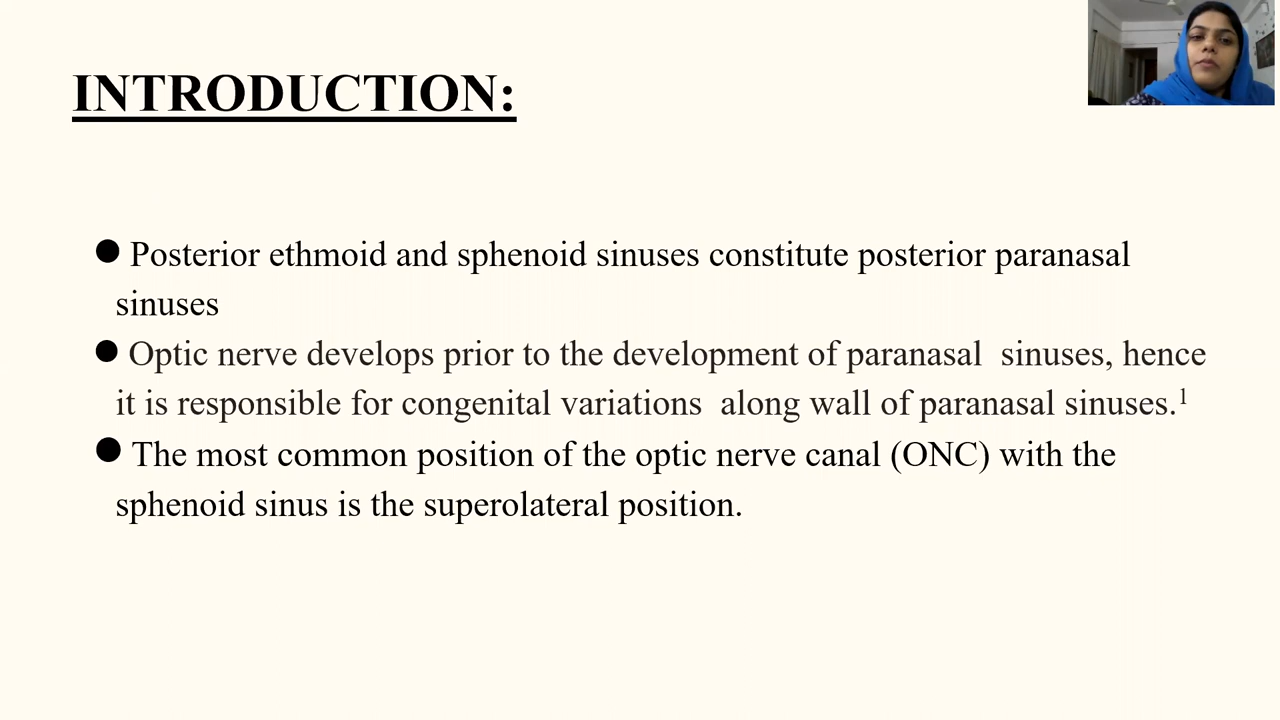 INTRODUCTION:
● Posterior ethmoid and sphenoid sinuses constitute posterior paranasal
sinuses
● Optic nerve develops prior to the development of paranasal  sinuses, hence
it is responsible for congenital variations  along wall of paranasal sinuses.¹
● The most common position of the optic nerve canal (ONC) with the
sphenoid sinus is the superolateral position.